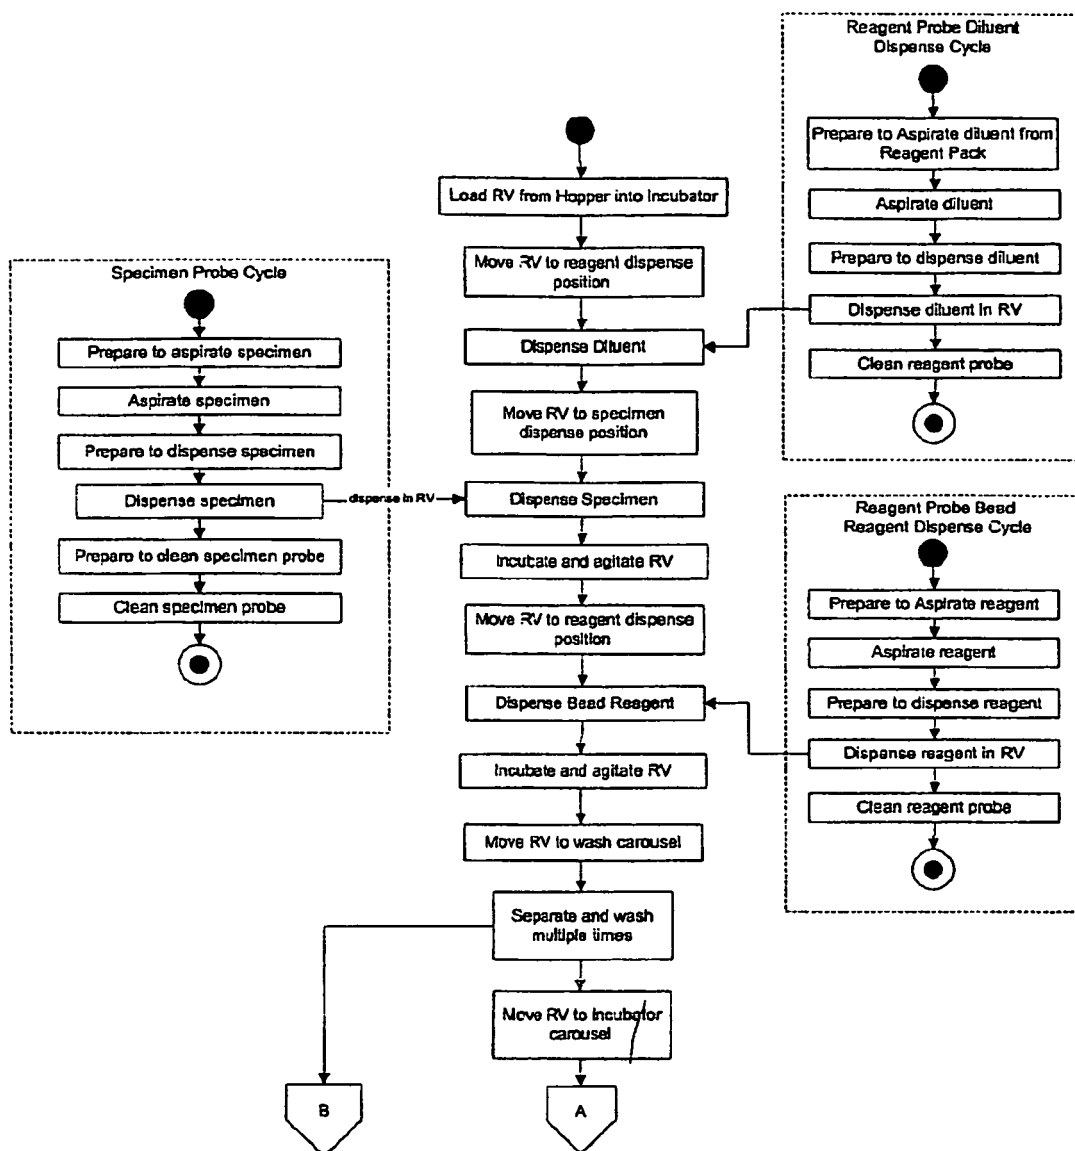 Reagent Probe Diluent
Dispense Cycle
Prepare to Aspirate diluent from
Reagent Pack
Aspirate diluent
Prepare to dispense diluent
Dispense diluent in RV
Clean reagent probe
Load RV from Hopper into Incubator
Move RV to reagent dispense
position
Dispense Diluent
Move RV to specimen
dispense position
Dispense Specimen
Incubate and agitate RV
Move RV to reagent dispense
position
Dispense Bead Reagent
Incubate and agitate RV
Move RV to wash carousel
Separate and wash
multiple times
Move RV to Incubator
carousel
B
A
Specimen Probe Cycle
Prepare to aspirate specimen
Aspirate specimen
Prepare to dispense specimen
Dispense specimen
dispense in RV
Prepare to clean specimen probe
Clean specimen probe
Reagent Probe Bead
Reagent Dispense Cycle
Prepare to Aspirate reagent
Aspirate reagent
Prepare to dispense reagent
Dispense reagent in RV
Clean reagent probe